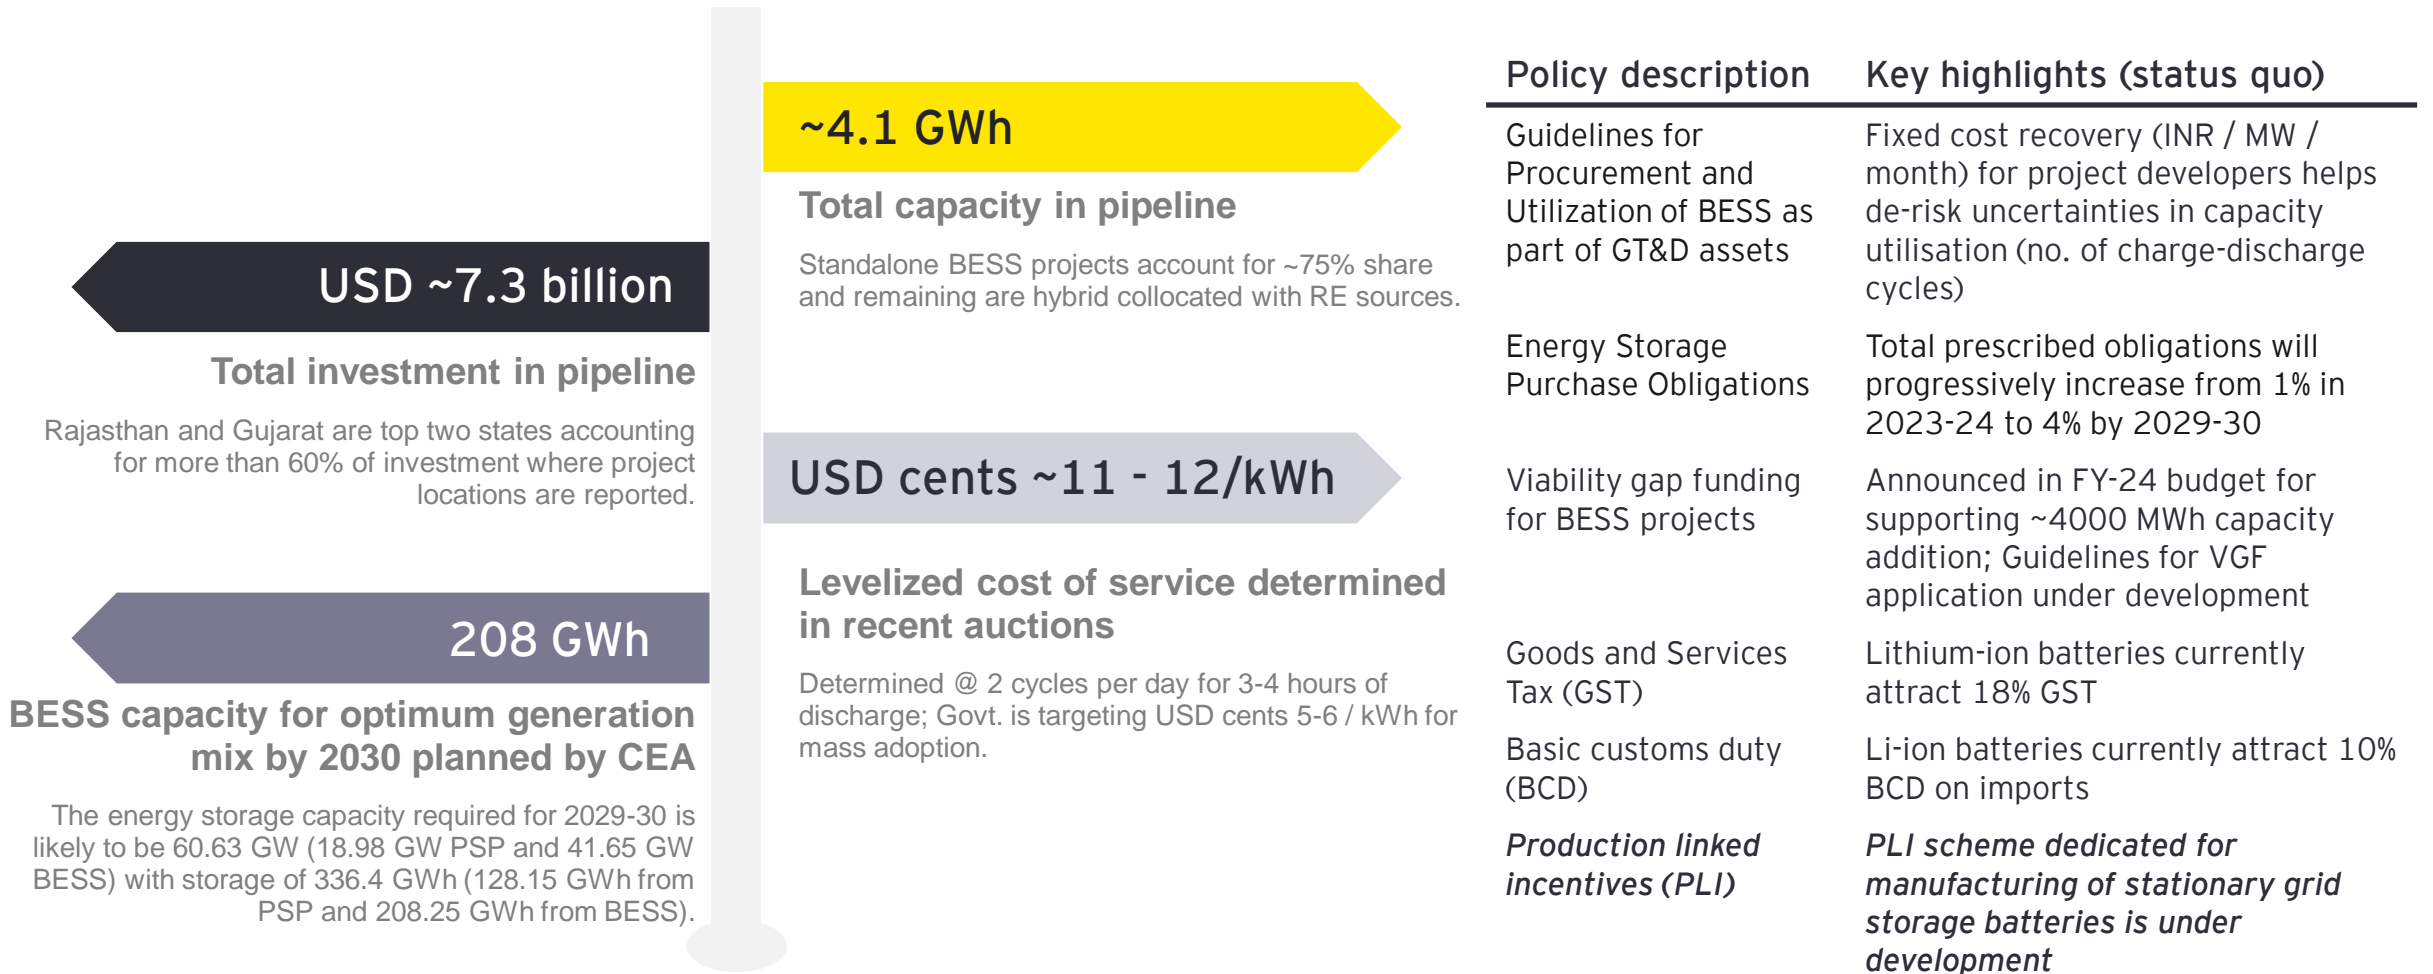 USD ~7.3 billion
Total investment in pipeline
Rajasthan and Gujarat are top two states accounting
for more than 60% of investment where project
locations are reported.
208 GWh
BESS capacity for optimum generation
mix by 2030 planned by CEA
The energy storage capacity required for 2029-30 is
likely to be 60.63 GW (18.98 GW PSP and 41.65 GW
BESS) with storage of 336.4 GWh (128.15 GWh from
PSP and 208.25 GWh from BESS).
~4.1 GWh
Total capacity in pipeline
Standalone BESS projects account for ~75% share
and remaining are hybrid collocated with RE sources.
USD cents ~11 - 12/kWh
Levelized cost of service determined
in recent auctions
Determined @ 2 cycles per day for 3-4 hours of
discharge; Govt. is targeting USD cents 5-6 / kWh for
mass adoption.
Policy description
Key highlights (status quo)
Guidelines for
Procurement and
Utilization of BESS as
part of GT&D assets
Fixed cost recovery (INR / MW /
month) for project developers helps
de-risk uncertainties in capacity
utilisation (no. of charge-discharge
cycles)
Energy Storage
Purchase Obligations
Total prescribed obligations will
progressively increase from 1% in
2023-24 to 4% by 2029-30
Viability gap funding
for BESS projects
Announced in FY-24 budget for
supporting ~4000 MWh capacity
addition; Guidelines for VGF
application under development
Goods and Services
Tax (GST)
Lithium-ion batteries currently
attract 18% GST
Basic customs duty
(BCD)
Li-ion batteries currently attract 10%
BCD on imports
Production linked
incentives (PLI)
PLI scheme dedicated for
manufacturing of stationary grid
storage batteries is under
development